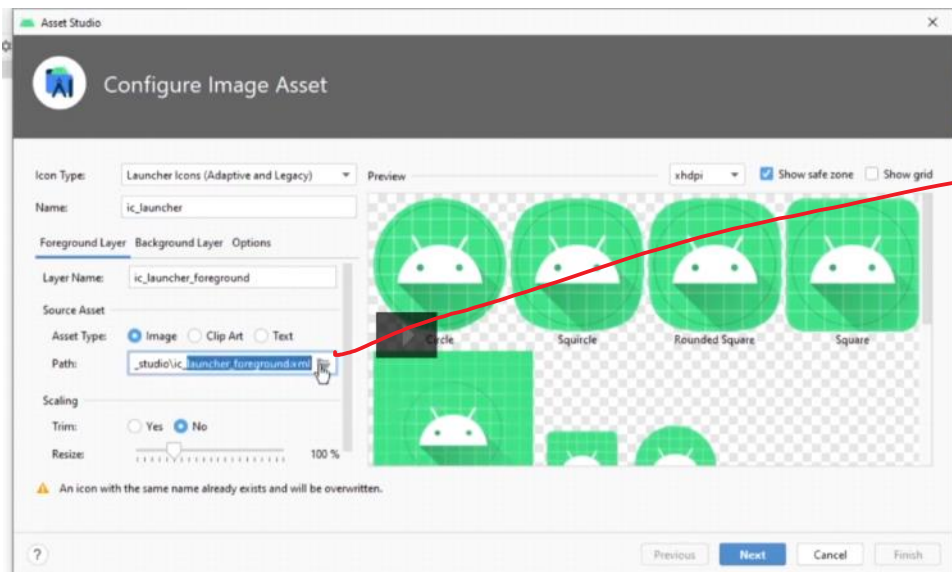 Asset Studio
Configure Image Asset
Icon Type: Launcher Icons (Adaptive and Legacy)
Name: ic_launcher
Foreground Layer Background Layer Options
Layer Name: ic_launcher_foreground
Source Asset
Asset Type: Image Clip Art Text
Path: _studio\ic_launcher_foreground.xml
Scaling
Trim: Yes No
Resize: 100 %
Preview xhdpi Show safe zone Show grid
Circle Squircle Rounded Square Square
An icon with the same name already exists and will be overwritten.
? Previous Next Cancel Finish